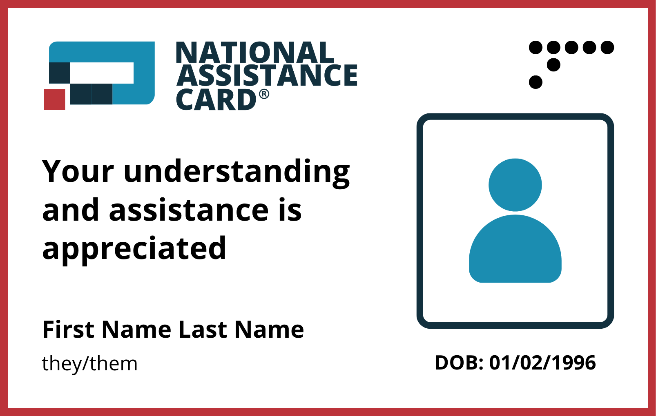 NATIONAL
ASSISTANCE
CARD®
Your understanding
and assistance is
appreciated
First Name Last Name
they/them
DOB: 01/02/1996